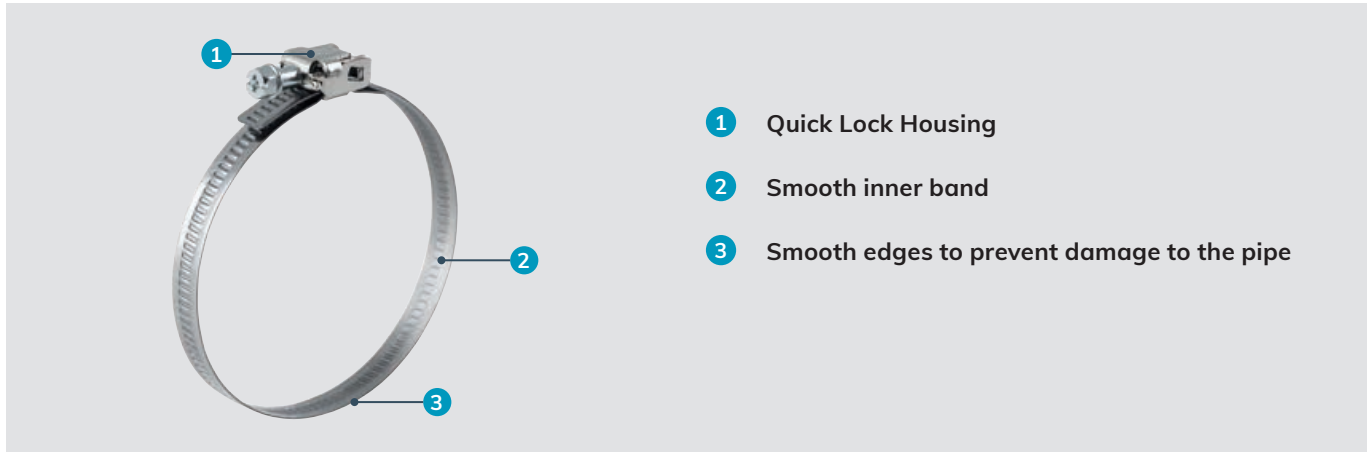 1
2
3
1 Quick Lock Housing
2 Smooth inner band
3 Smooth edges to prevent damage to the pipe